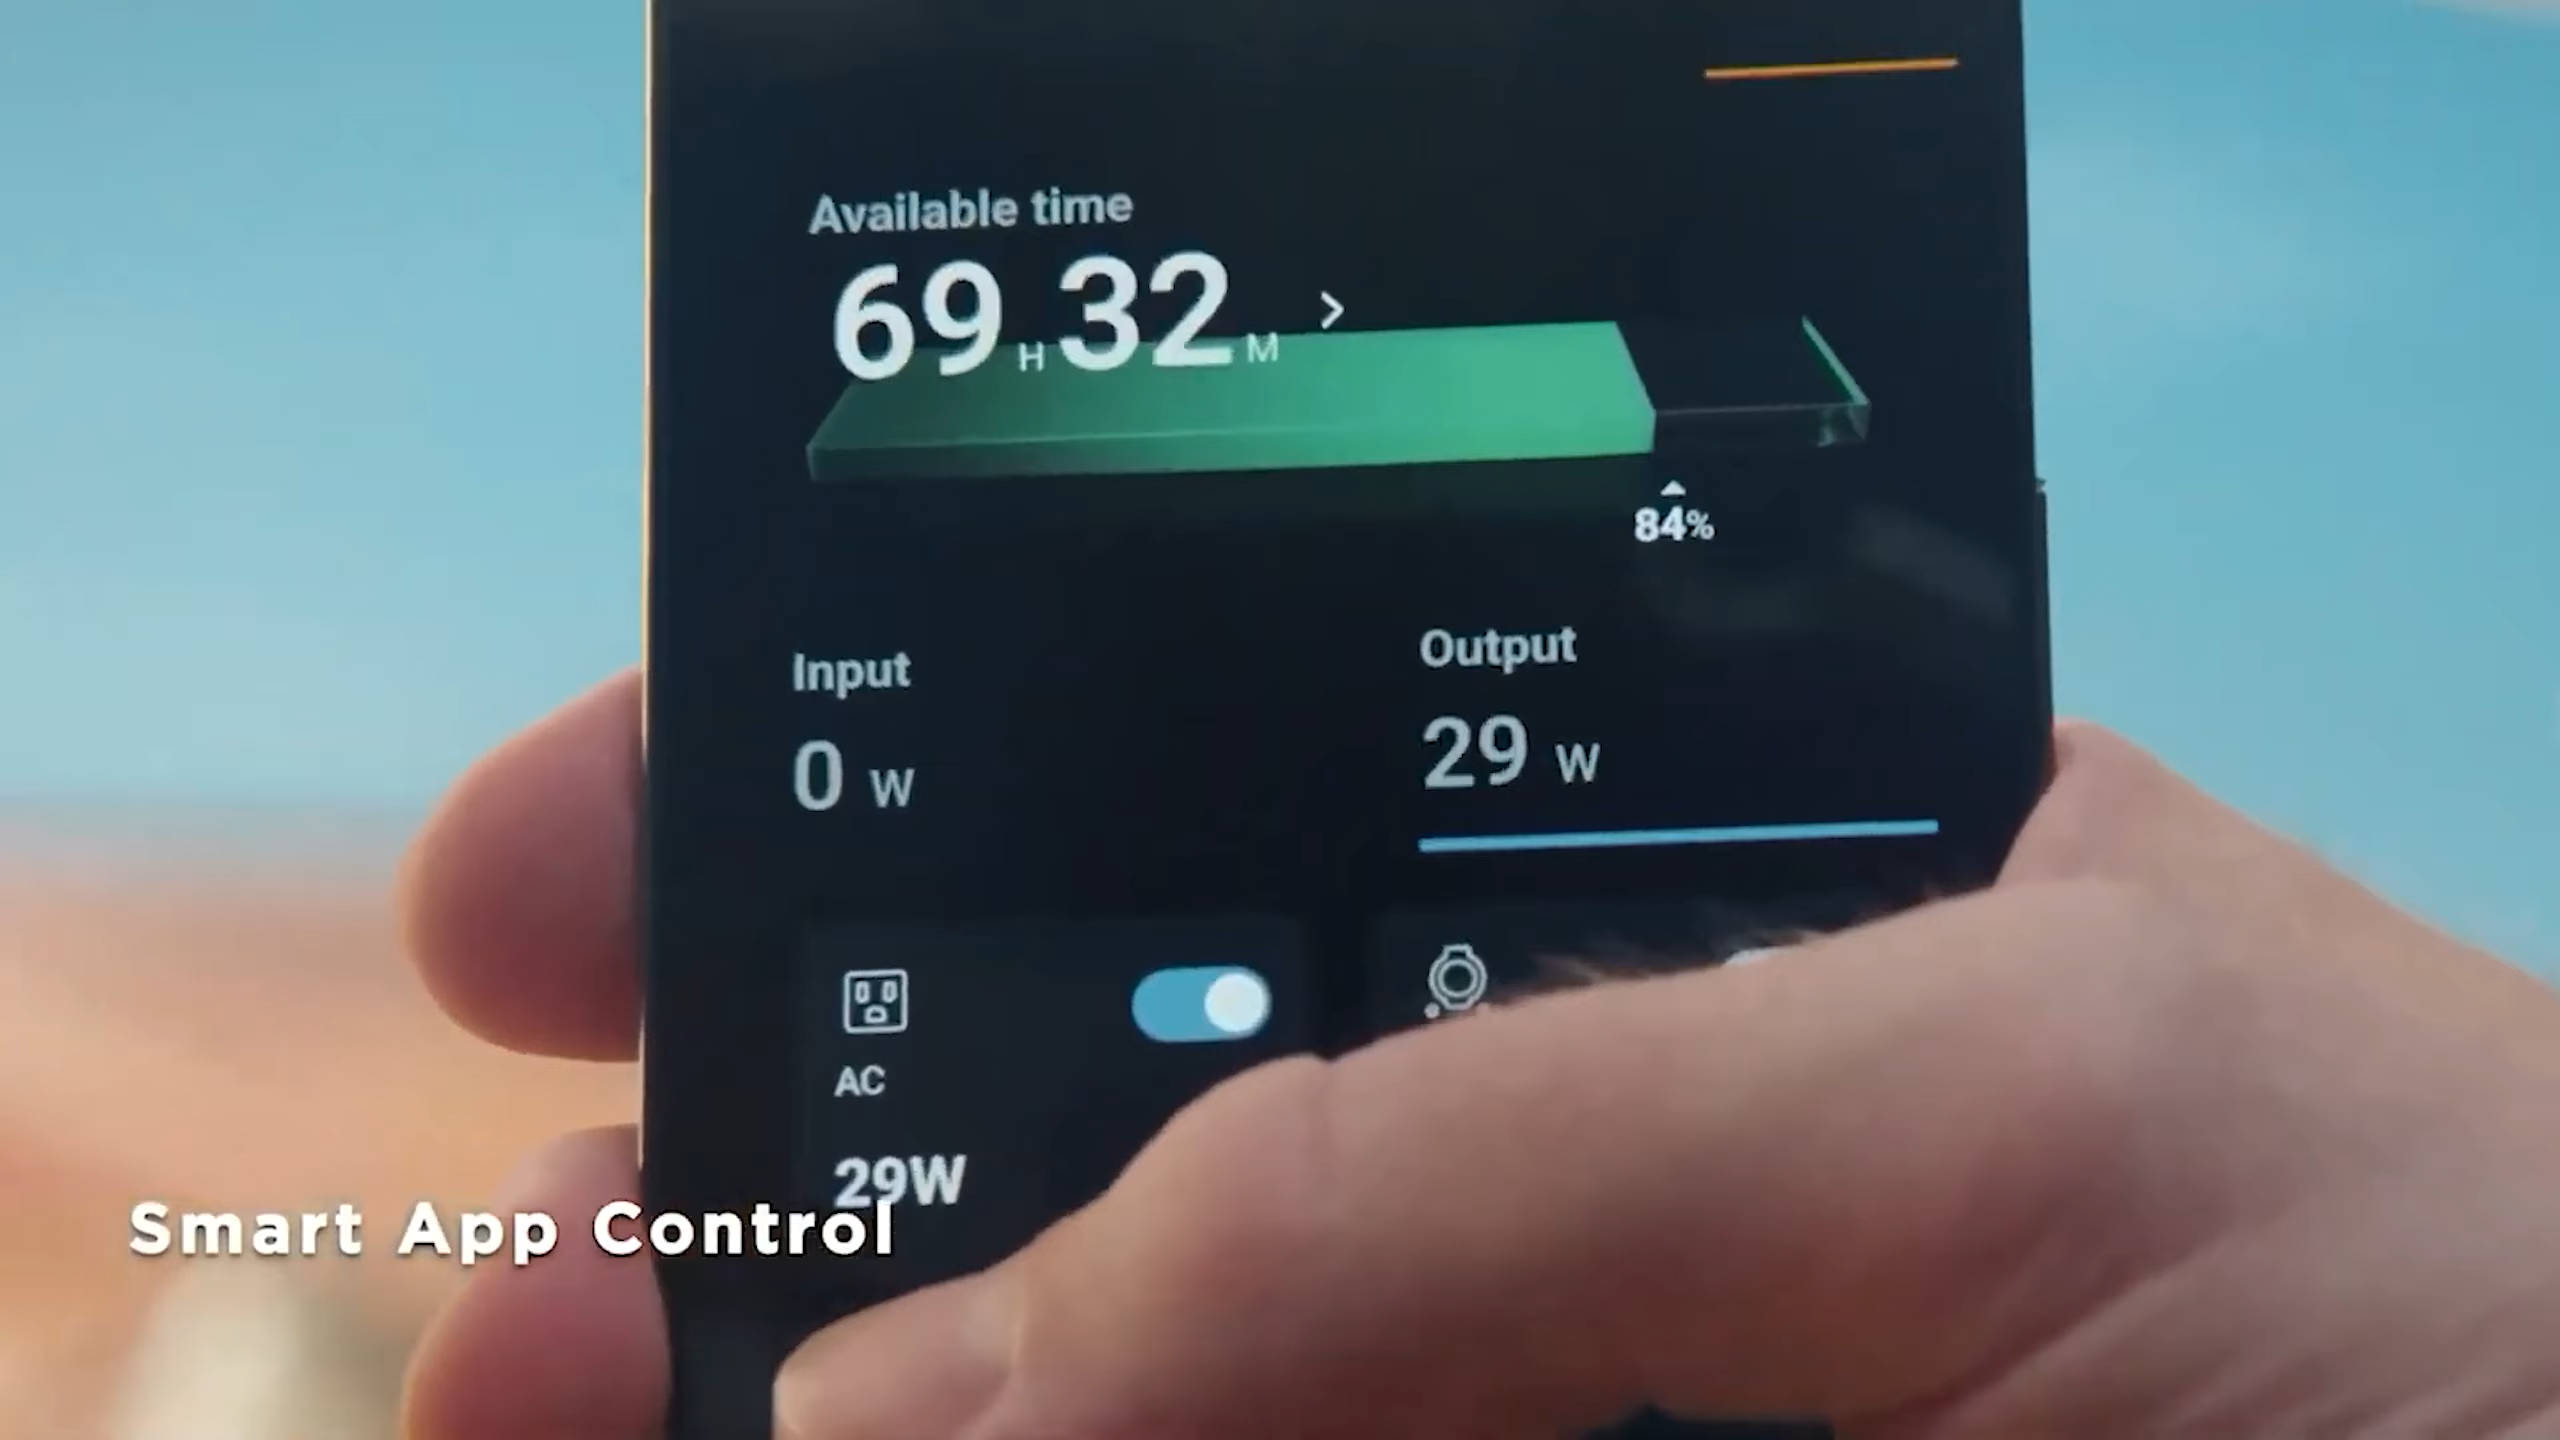 Available time
69 H 32 M >
84%
Input
Output
0 W
29 W
AC
29W
Smart App Control